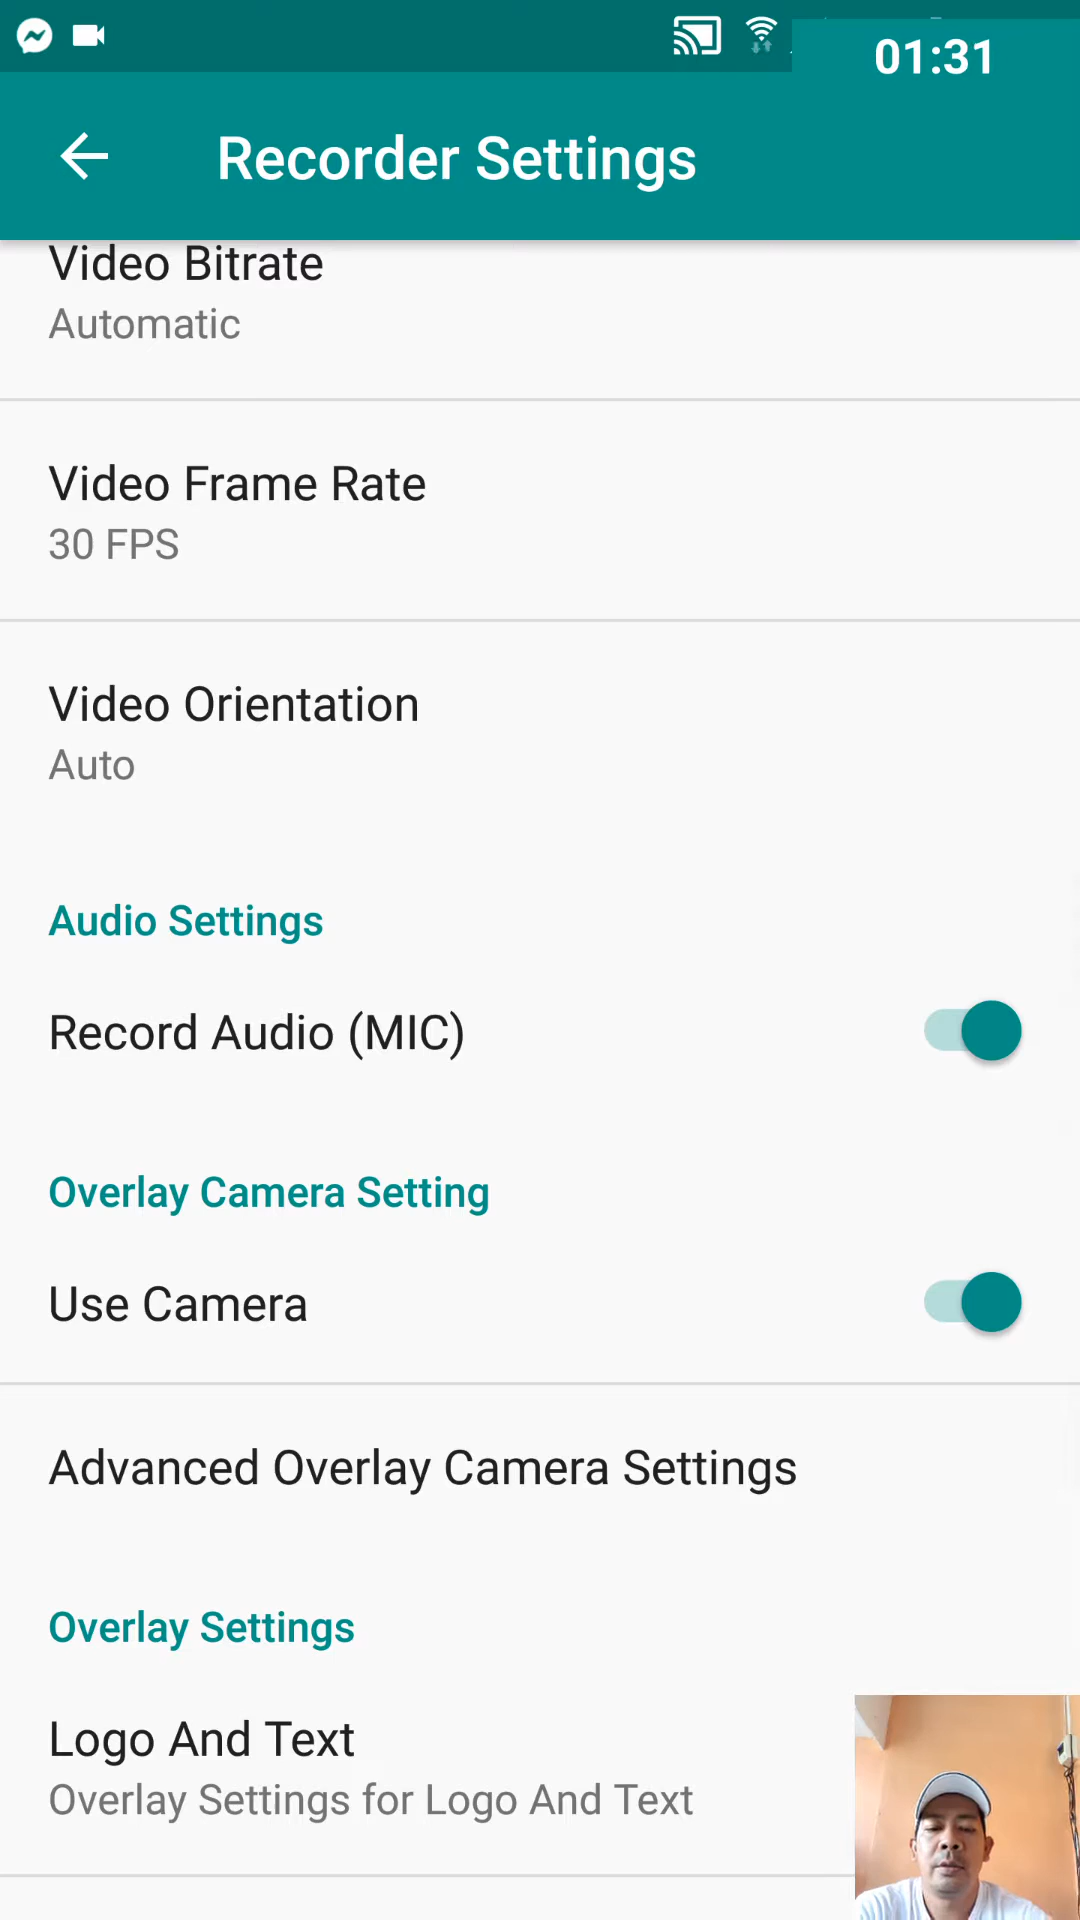 01:31
Recorder Settings
Video Bitrate
Automatic
Video Frame Rate
30 FPS
Video Orientation
Auto
Audio Settings
Record Audio (MIC)
Overlay Camera Setting
Use Camera
Advanced Overlay Camera Settings
Overlay Settings
Logo And Text
Overlay Settings for Logo And Text